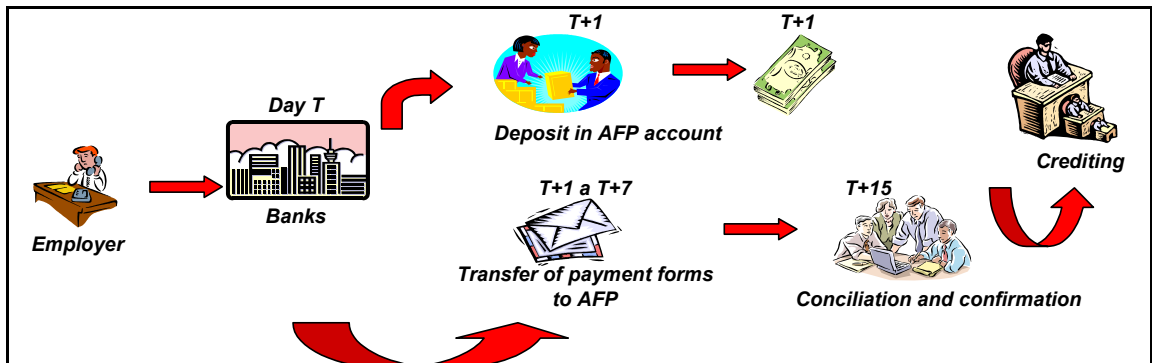 T+1
T+1
Day T
Deposit in AFP account
Crediting
T+1 a T+7
T+15
Banks
Employer
Transfer of payment forms
to AFP
Conciliation and confirmation